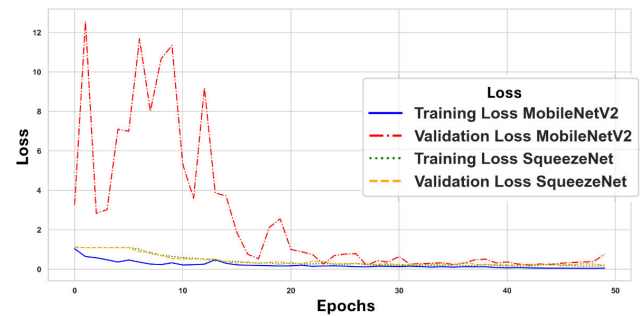 12
10
8
6
4
2
0
Loss
Loss
Training Loss MobileNetV2
Validation Loss MobileNetV2
Training Loss SqueezeNet
Validation Loss SqueezeNet
0 10 20 30 40 50
Epochs